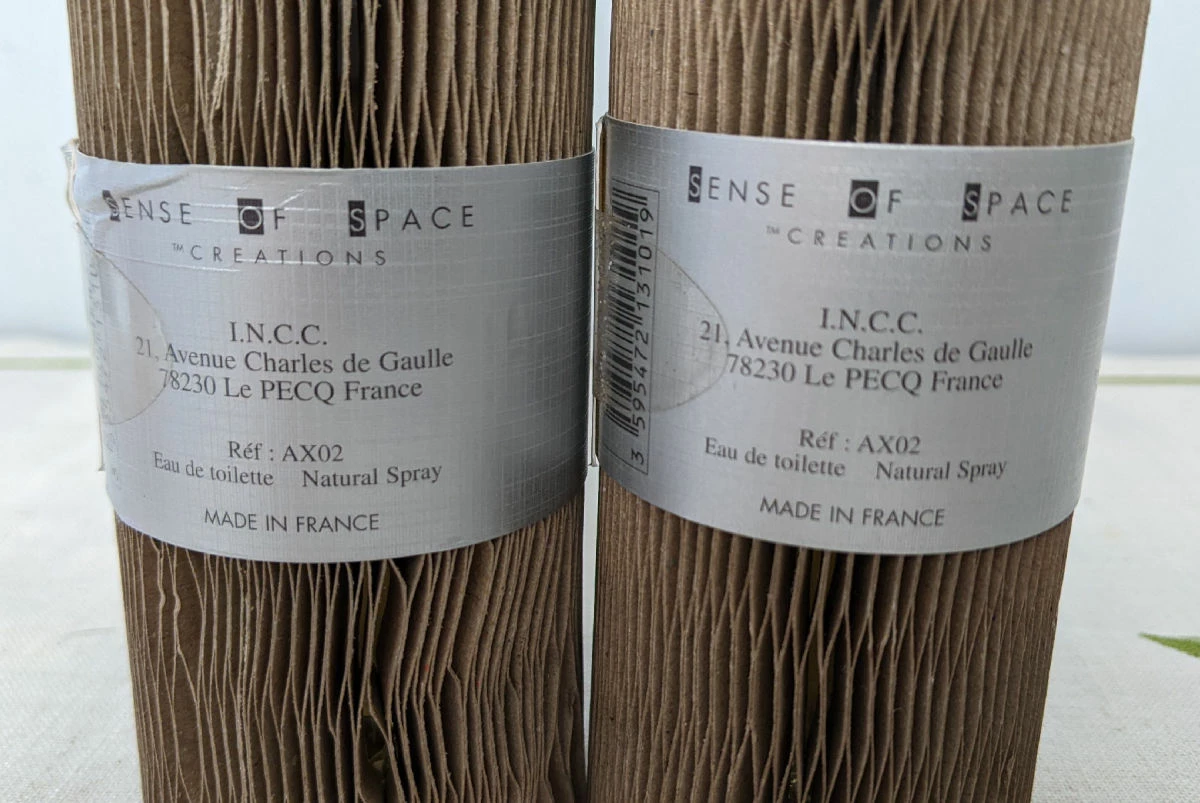 SENSE OF SPACE
™CREATIONS
I.N.C.C.
21, Avenue Charles de Gaulle
78230 Le PECQ France
Réf : AX02
Eau de toilette Natural Spray
MADE IN FRANCE
SENSE OF SPACE
™CREATIONS
3 595472 131019
I.N.C.C.
21, Avenue Charles de Gaulle
78230 Le PECQ France
Réf : AX02
Eau de toilette Natural Spray
MADE IN FRANCE